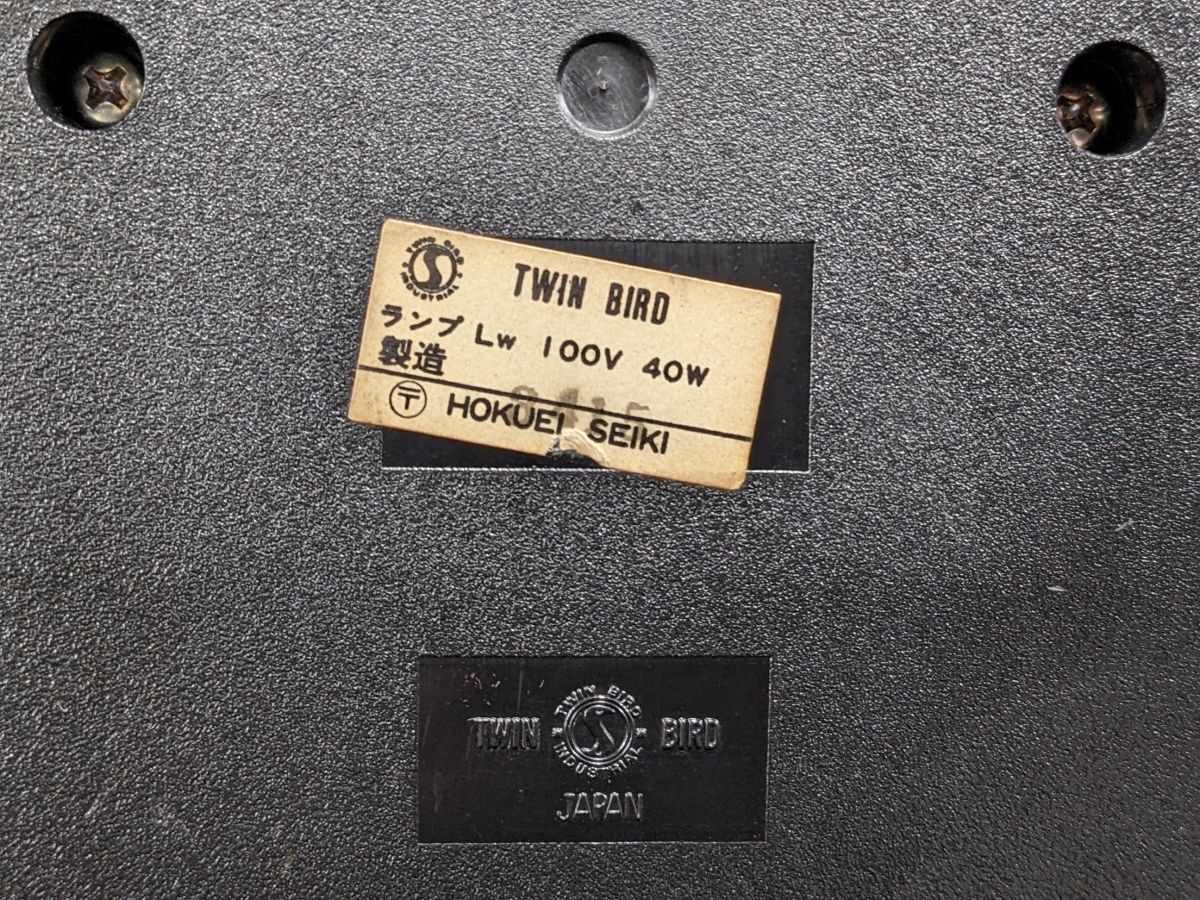 TWIN BIRD INDUSTRIAL
TWIN BIRD
ランプ Lw 100V 40W
製造
〒 HOKUEI SEIKI
TWIN BIRD
TWIN BIRD INDUSTRIAL
JAPAN